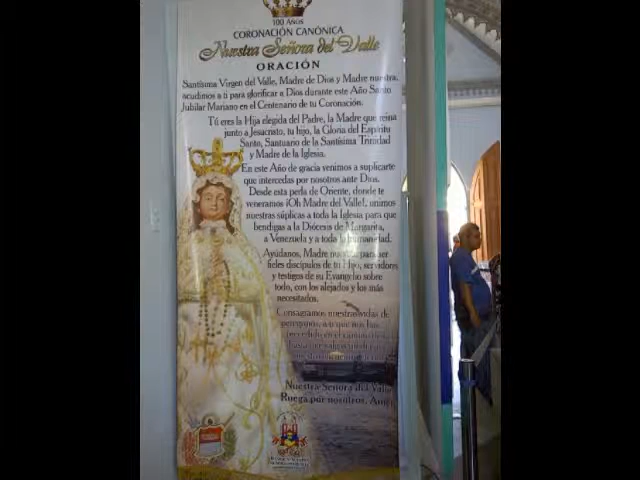 100 Años
CORONACIÓN CANÓNICA
Nuestra Señora del Valle
ORACIÓN
Santísima Virgen del Valle, Madre de Dios y Madre nuestra,
acudimos a ti para glorificar a Dios durante este Año Santo
Jubilar Mariano en el Centenario de tu Coronación.
Tú eres la Hija elegida del Padre, la Madre que reina
junto a Jesucristo, tu hijo, la Gloria del Espíritu
Santo, Santuario de la Santísima Trinidad
y Madre de la Iglesia.
En este Año de gracia venimos a suplicarte
que intercedas por nosotros ante Dios.
Desde esta perla de Oriente, donde te
veneramos ¡Oh Madre del Valle!, unimos
nuestras súplicas a toda la Iglesia para que
bendigas a la Diócesis de Margarita,
a Venezuela y a toda la humanidad.
Ayúdanos, Madre nuestra, para ser
fieles discípulos de tu Hijo, servidores
y testigos de su Evangelio sobre
todo, con los alejados y los más
necesitados.
Consagramos nuestras vidas de
peregrinos, a ti que nos has
precedido en el camino
Nuestra Señora del Valle
Ruega por nosotros.